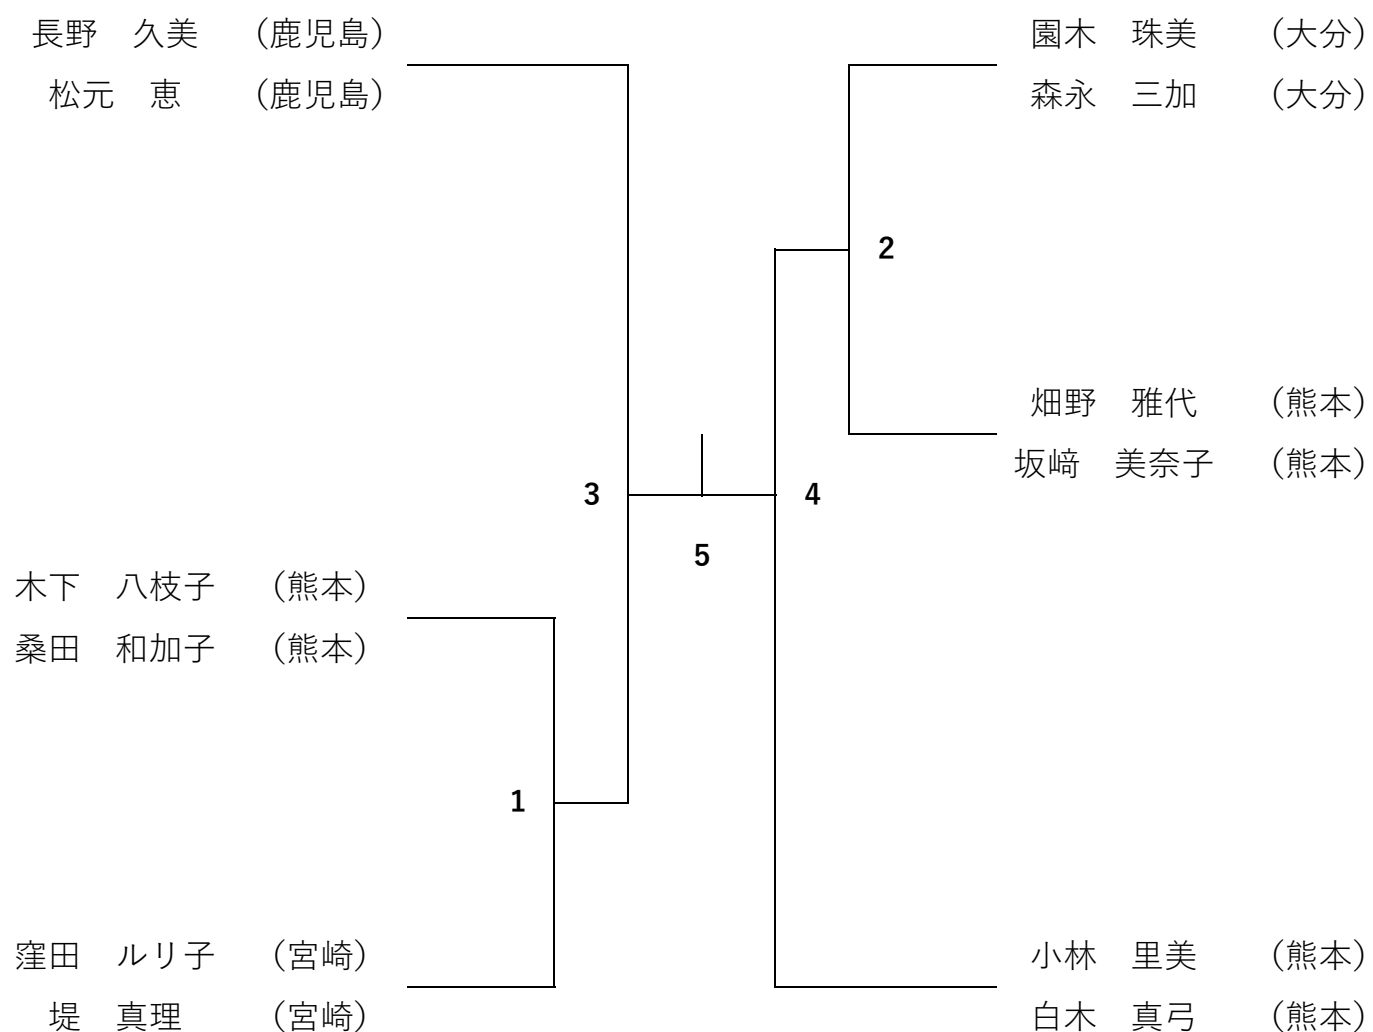 長野　久美　（鹿児島）
松元　恵　（鹿児島）
3
木下　八枝子　（熊本）
桑田　和加子　（熊本）
1
窪田　ルリ子　（宮崎）
堤　真理　（宮崎）
5
園木　珠美　（大分）
森永　三加　（大分）
2
畑野　雅代　（熊本）
坂﨑　美奈子　（熊本）
4
小林　里美　（熊本）
白木　真弓　（熊本）